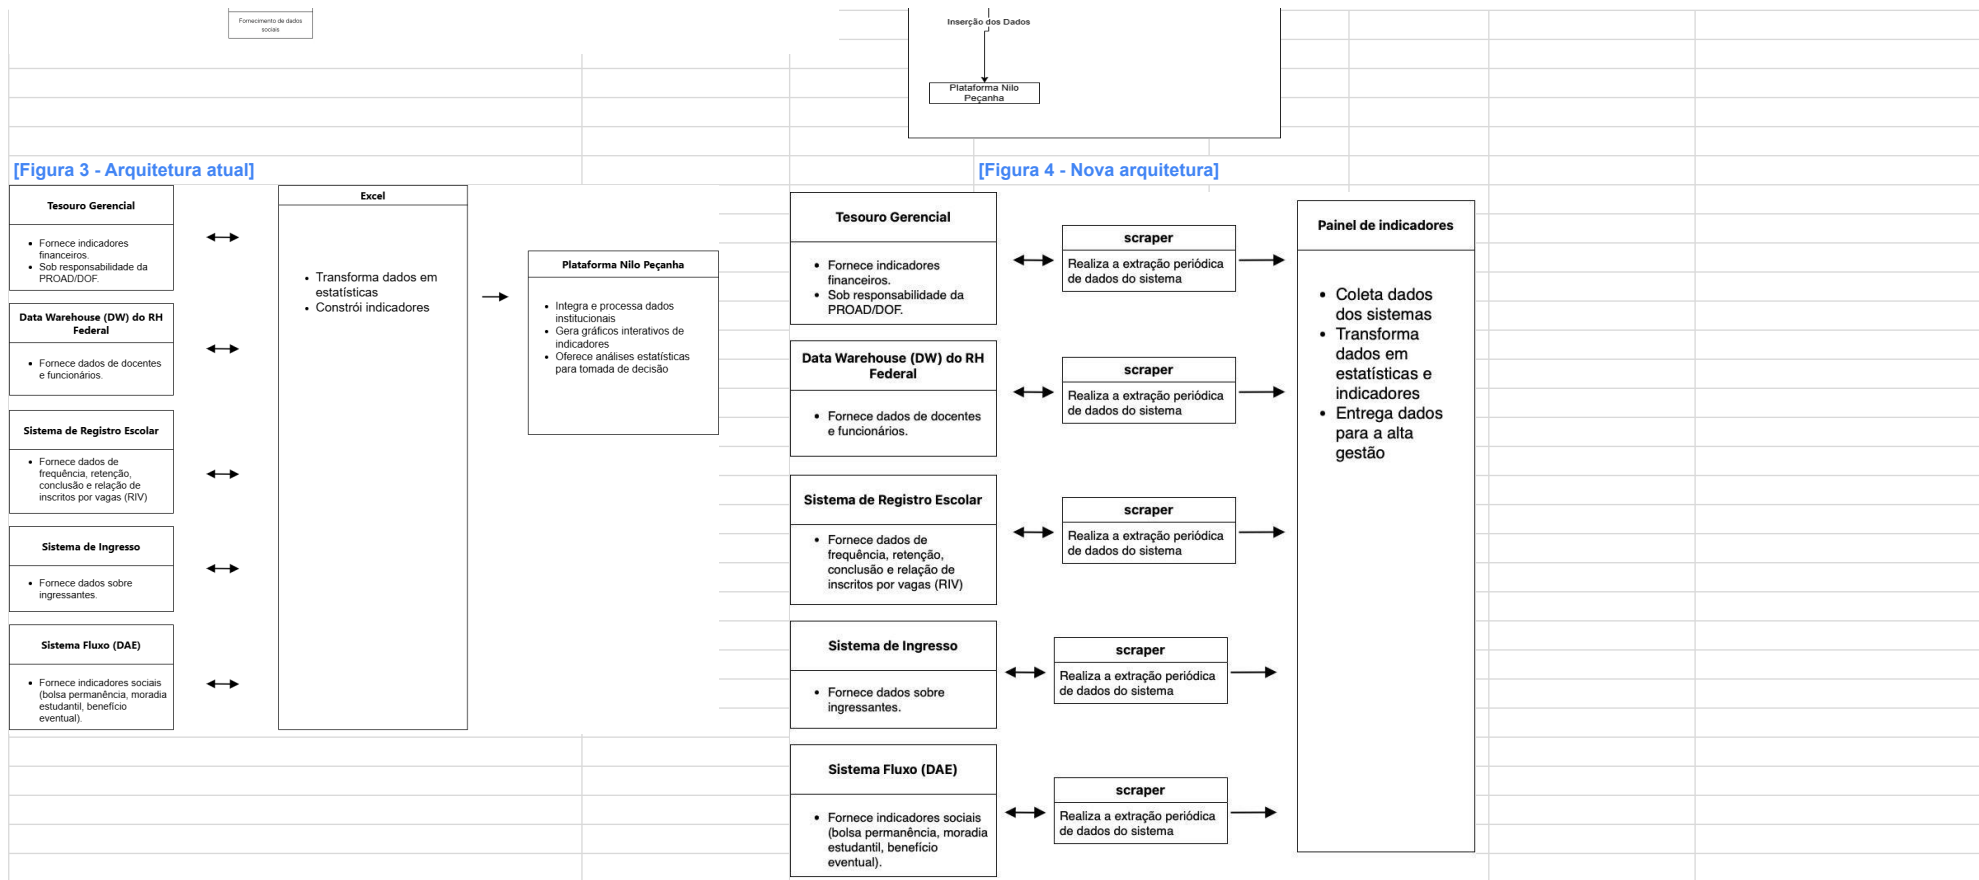 Fornecimento de dados
sociais
Inserção dos Dados
Plataforma Nilo
Peçanha
[Figura 3 - Arquitetura atual]
Tesouro Gerencial
• Fornece indicadores
financeiros.
• Sob responsabilidade da
PROAD/DOF.
Data Warehouse (DW) do RH
Federal
• Fornece dados de docentes
e funcionários.
Sistema de Registro Escolar
• Fornece dados de
frequência, retenção,
conclusão e relação de
inscritos por vagas (RIV)
Sistema de Ingresso
• Fornece dados sobre
ingressantes.
Sistema Fluxo (DAE)
• Fornece indicadores sociais
(bolsa permanência, moradia
estudantil, benefício
eventual).
Excel
• Transforma dados em
estatísticas
• Constrói indicadores
Plataforma Nilo Peçanha
• Integra e processa dados
institucionais
• Gera gráficos interativos de
indicadores
• Oferece análises estatísticas
para tomada de decisão
[Figura 4 - Nova arquitetura]
Tesouro Gerencial
• Fornece indicadores
financeiros.
• Sob responsabilidade da
PROAD/DOF.
scraper
Realiza a extração periódica
de dados do sistema
Data Warehouse (DW) do RH
Federal
• Fornece dados de docentes
e funcionários.
scraper
Realiza a extração periódica
de dados do sistema
Sistema de Registro Escolar
• Fornece dados de
frequência, retenção,
conclusão e relação de
inscritos por vagas (RIV)
scraper
Realiza a extração periódica
de dados do sistema
Sistema de Ingresso
• Fornece dados sobre
ingressantes.
scraper
Realiza a extração periódica
de dados do sistema
Sistema Fluxo (DAE)
• Fornece indicadores sociais
(bolsa permanência, moradia
estudantil, benefício
eventual).
scraper
Realiza a extração periódica
de dados do sistema
Painel de indicadores
• Coleta dados
dos sistemas
• Transforma
dados em
estatísticas e
indicadores
• Entrega dados
para a alta
gestão